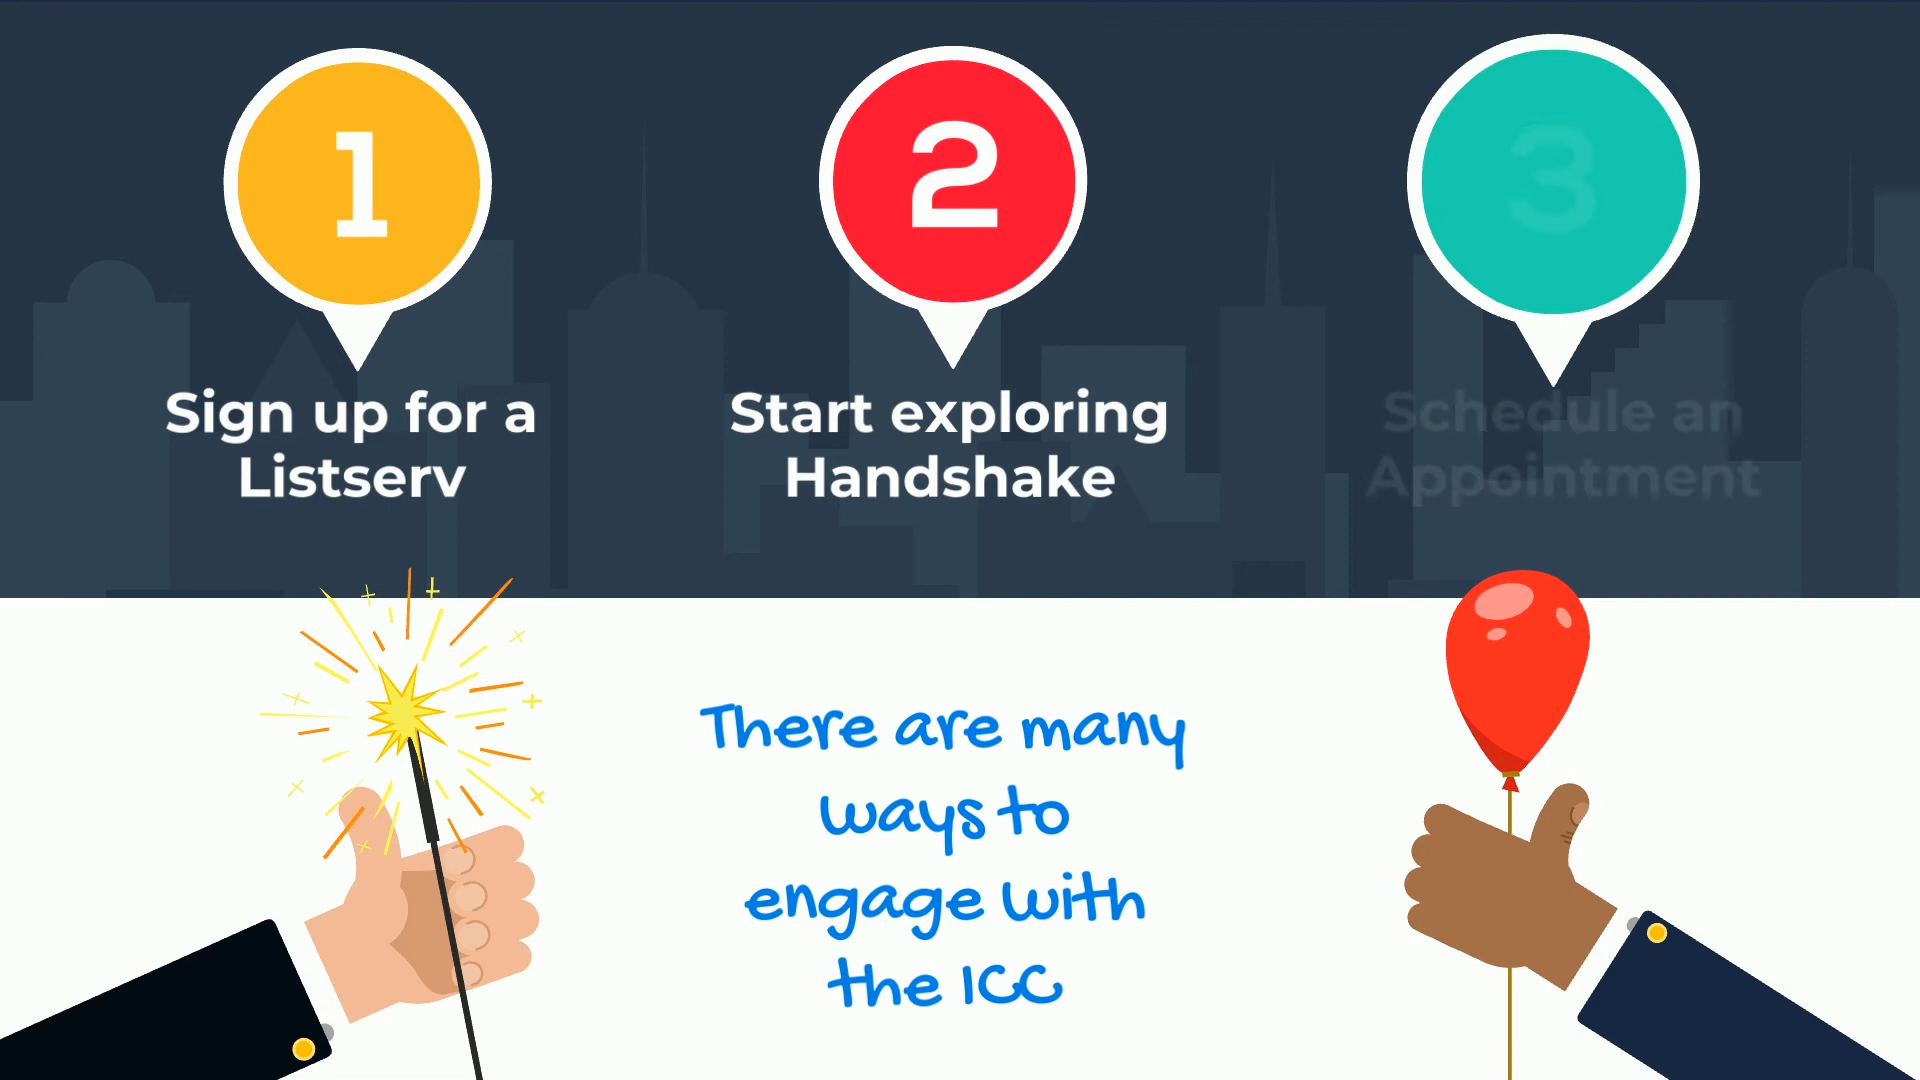 1
Sign up for a
Listserv
2
Start exploring
Handshake
3
Schedule an
Appointment
There are many
ways to
engage with
the ICC